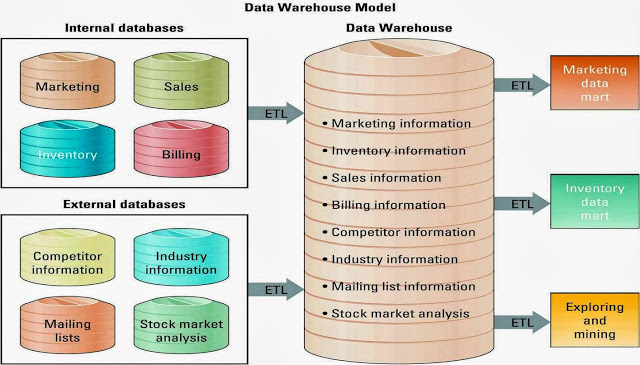 Data Warehouse Model
Internal databases
Marketing
Sales
Inventory
Billing
External databases
Competitor
information
Industry
information
Mailing
lists
Stock market
analysis
ETL
ETL
Data Warehouse
• Marketing information
• Inventory information
• Sales information
• Billing information
• Competitor information
• Industry information
• Mailing list information
• Stock market analysis
ETL
Marketing
data
mart
ETL
Inventory
data
mart
ETL
Exploring
and
mining